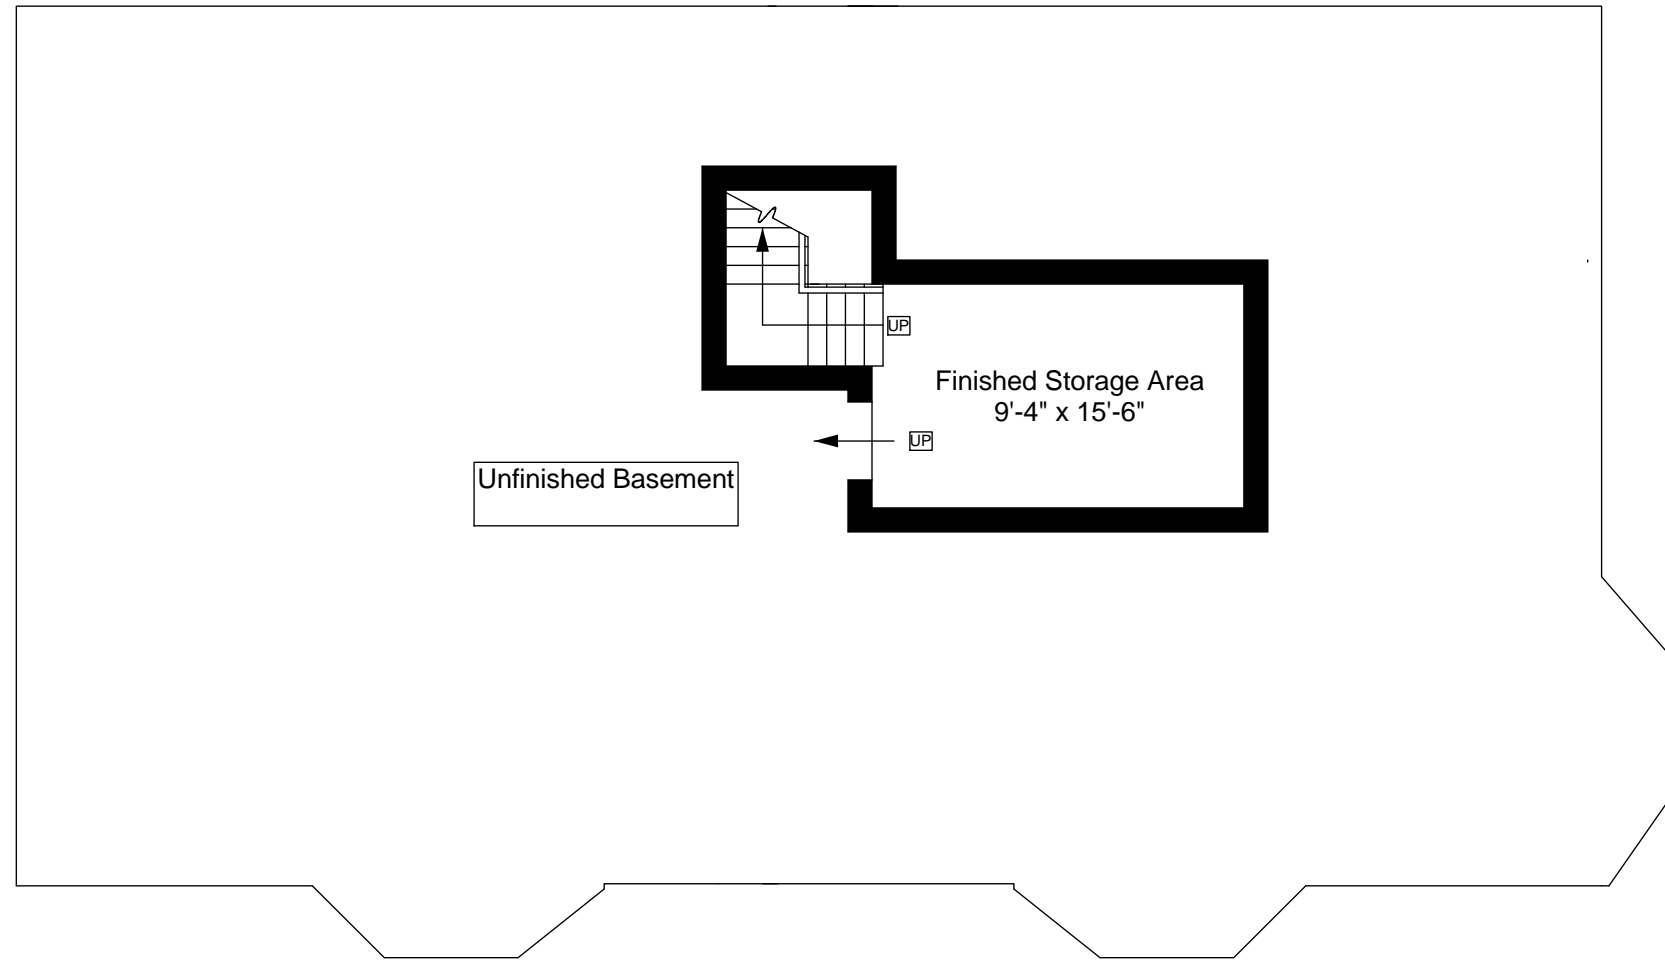 UP
Finished Storage Area
9'-4" x 15'-6"
UP
Unfinished Basement